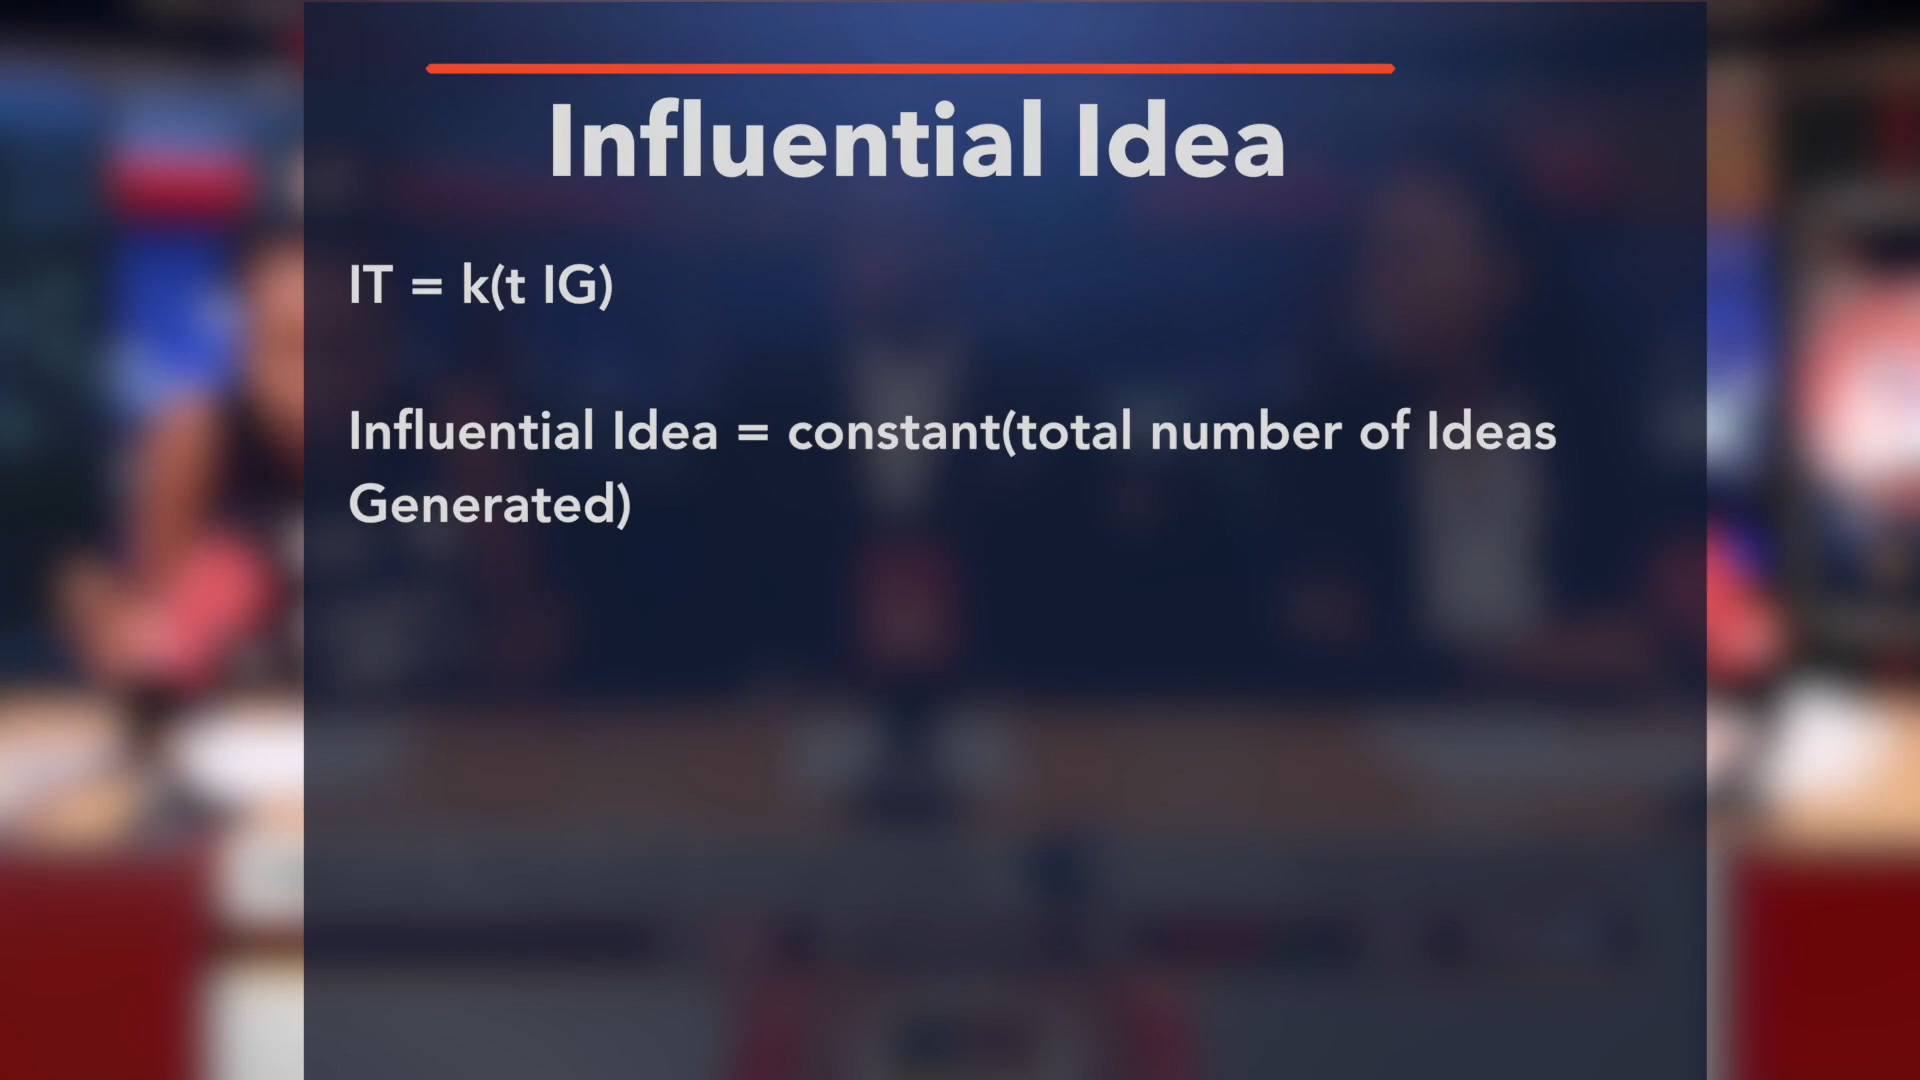 Influential Idea
IT = k(t IG)
Influential Idea = constant(total number of Ideas
Generated)